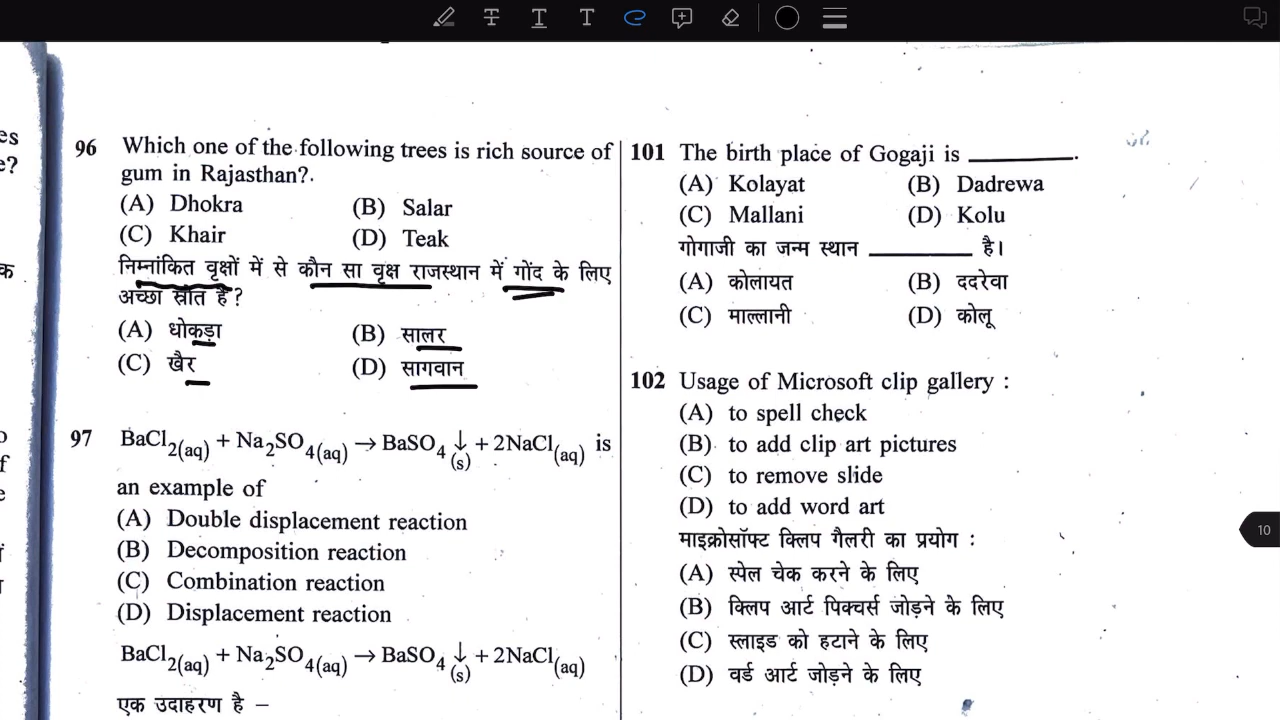 es
e?
क
f
e
96 Which one of the following trees is rich source of
gum in Rajasthan?.
(A) Dhokra (B) Salar
(C) Khair (D) Teak
निम्नांकित वृक्षों में से कौन सा वृक्ष राजस्थान में गोंद के लिए
अच्छा स्रोत है ?
(A) धोकड़ा (B) सालर
(C) खैर (D) सागवान
97 BaCl2(aq) + Na2SO4(aq) → BaSO4 ↓(s) + 2NaCl(aq) is
an example of
(A) Double displacement reaction
(B) Decomposition reaction
(C) Combination reaction
(D) Displacement reaction
BaCl2(aq) + Na2SO4(aq) → BaSO4 ↓(s) + 2NaCl(aq)
एक उदाहरण है –
101 The birth place of Gogaji is ________.
(A) Kolayat (B) Dadrewa
(C) Mallani (D) Kolu
गोगाजी का जन्म स्थान ________ है।
(A) कोलायत (B) ददरेवा
(C) माल्लानी (D) कोलू
102 Usage of Microsoft clip gallery :
(A) to spell check
(B) to add clip art pictures
(C) to remove slide
(D) to add word art
माइक्रोसॉफ्ट क्लिप गैलरी का प्रयोग :
(A) स्पेल चेक करने के लिए
(B) क्लिप आर्ट पिक्चर्स जोड़ने के लिए
(C) स्लाइड को हटाने के लिए
(D) वर्ड आर्ट जोड़ने के लिए
10